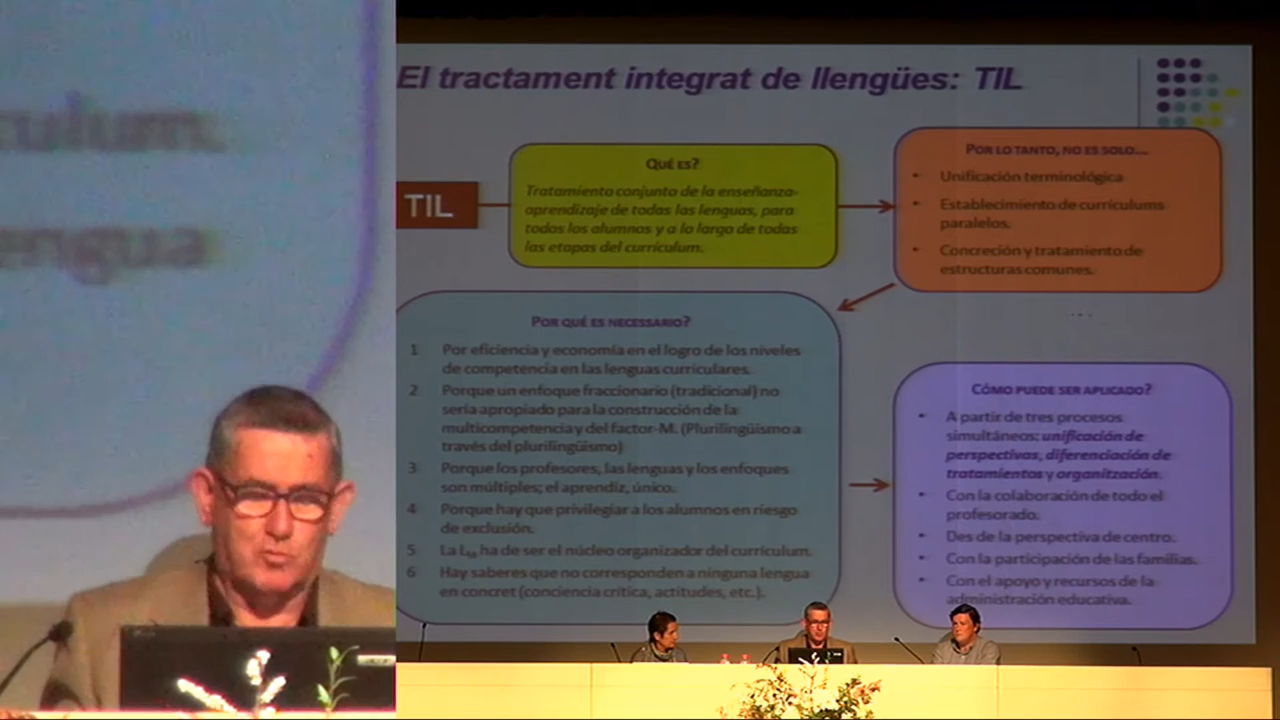 culum.
engua
El tractament integrat de llengües: TIL
TIL
QUÉ ES?
Tratamiento conjunto de la enseñanza-
aprendizaje de todas las lenguas, para
todos los alumnos y a lo largo de todas
las etapas del currículum.
POR LO TANTO, NO ES SOLO....
• Unificación terminológica
• Establecimiento de currículums
paralelos.
• Concreción y tratamiento de
estructuras comunes.
POR QUÉ ES NECESSARIO?
1 Por eficiencia y economía en el logro de los niveles
de competencia en las lenguas curriculares.
2 Porque un enfoque fraccionario (tradicional) no
sería apropiado para la construcción de la
multicompetencia y del factor-M. (Plurilingüismo a
través del plurilingüismo)
3 Porque los profesores, las lenguas y los enfoques
son múltiples; el aprendiz, único.
4 Porque hay que privilegiar a los alumnos en riesgo
de exclusión.
5 La LM ha de ser el núcleo organizador del currículum.
6 Hay saberes que no corresponden a ninguna lengua
en concret (conciencia crítica, actitudes, etc.).
CÓMO PUEDE SER APLICADO?
• A partir de tres procesos
simultáneos: unificación de
perspectivas, diferenciación de
tratamientos y organitzación.
• Con la colaboración de todo el
profesorado.
• Des de la perspectiva de centro.
• Con la participación de las familias.
• Con el apoyo y recursos de la
administración educativa.